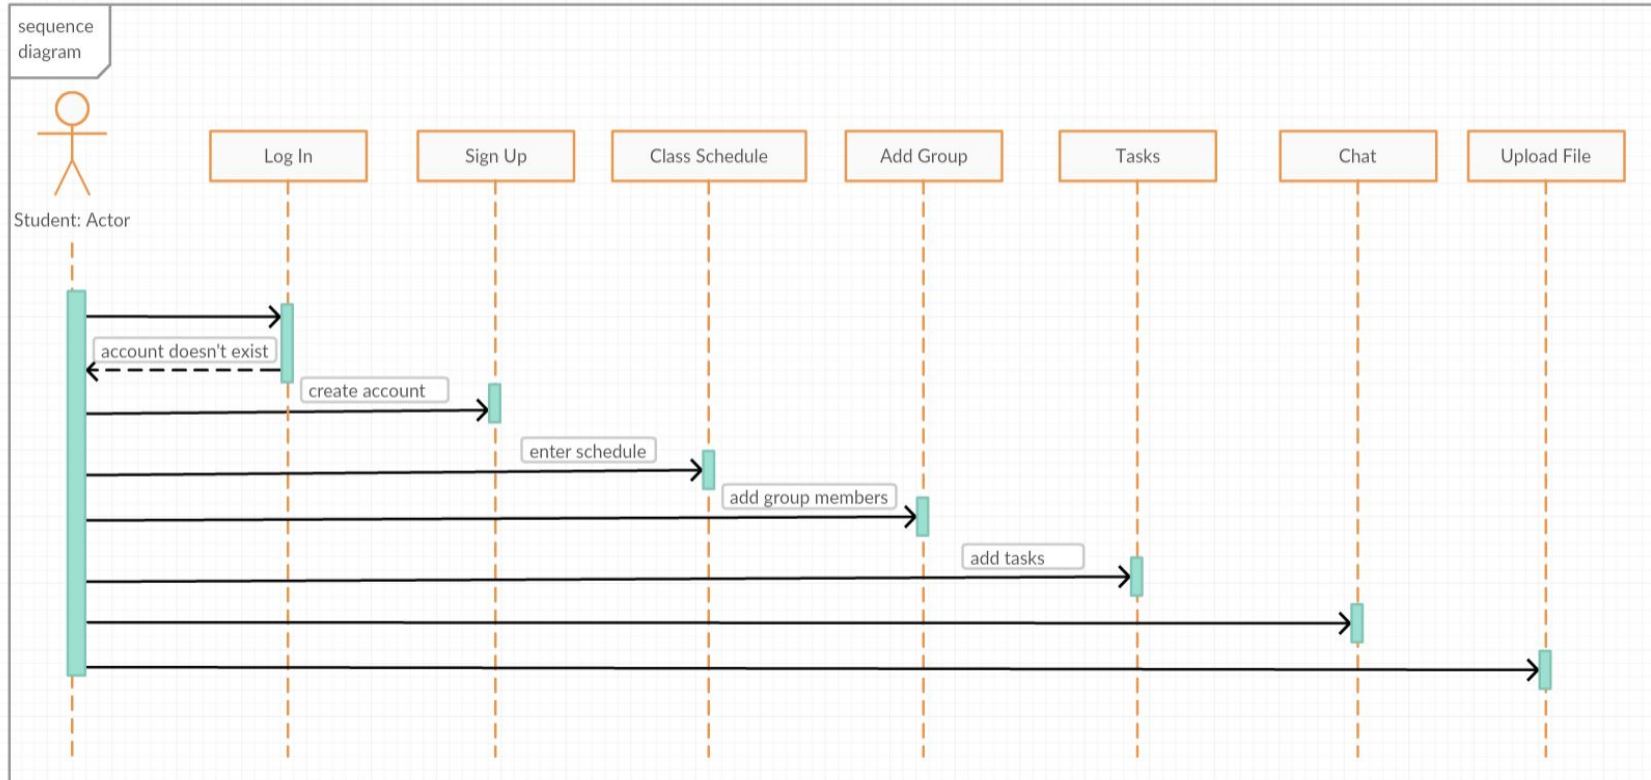 sequence
diagram
Student: Actor
Log In
Sign Up
Class Schedule
Add Group
Tasks
Chat
Upload File
account doesn't exist
create account
enter schedule
add group members
add tasks